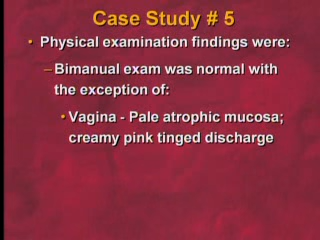 Case Study # 5
• Physical examination findings were:
– Bimanual exam was normal with
the exception of:
• Vagina - Pale atrophic mucosa;
creamy pink tinged discharge